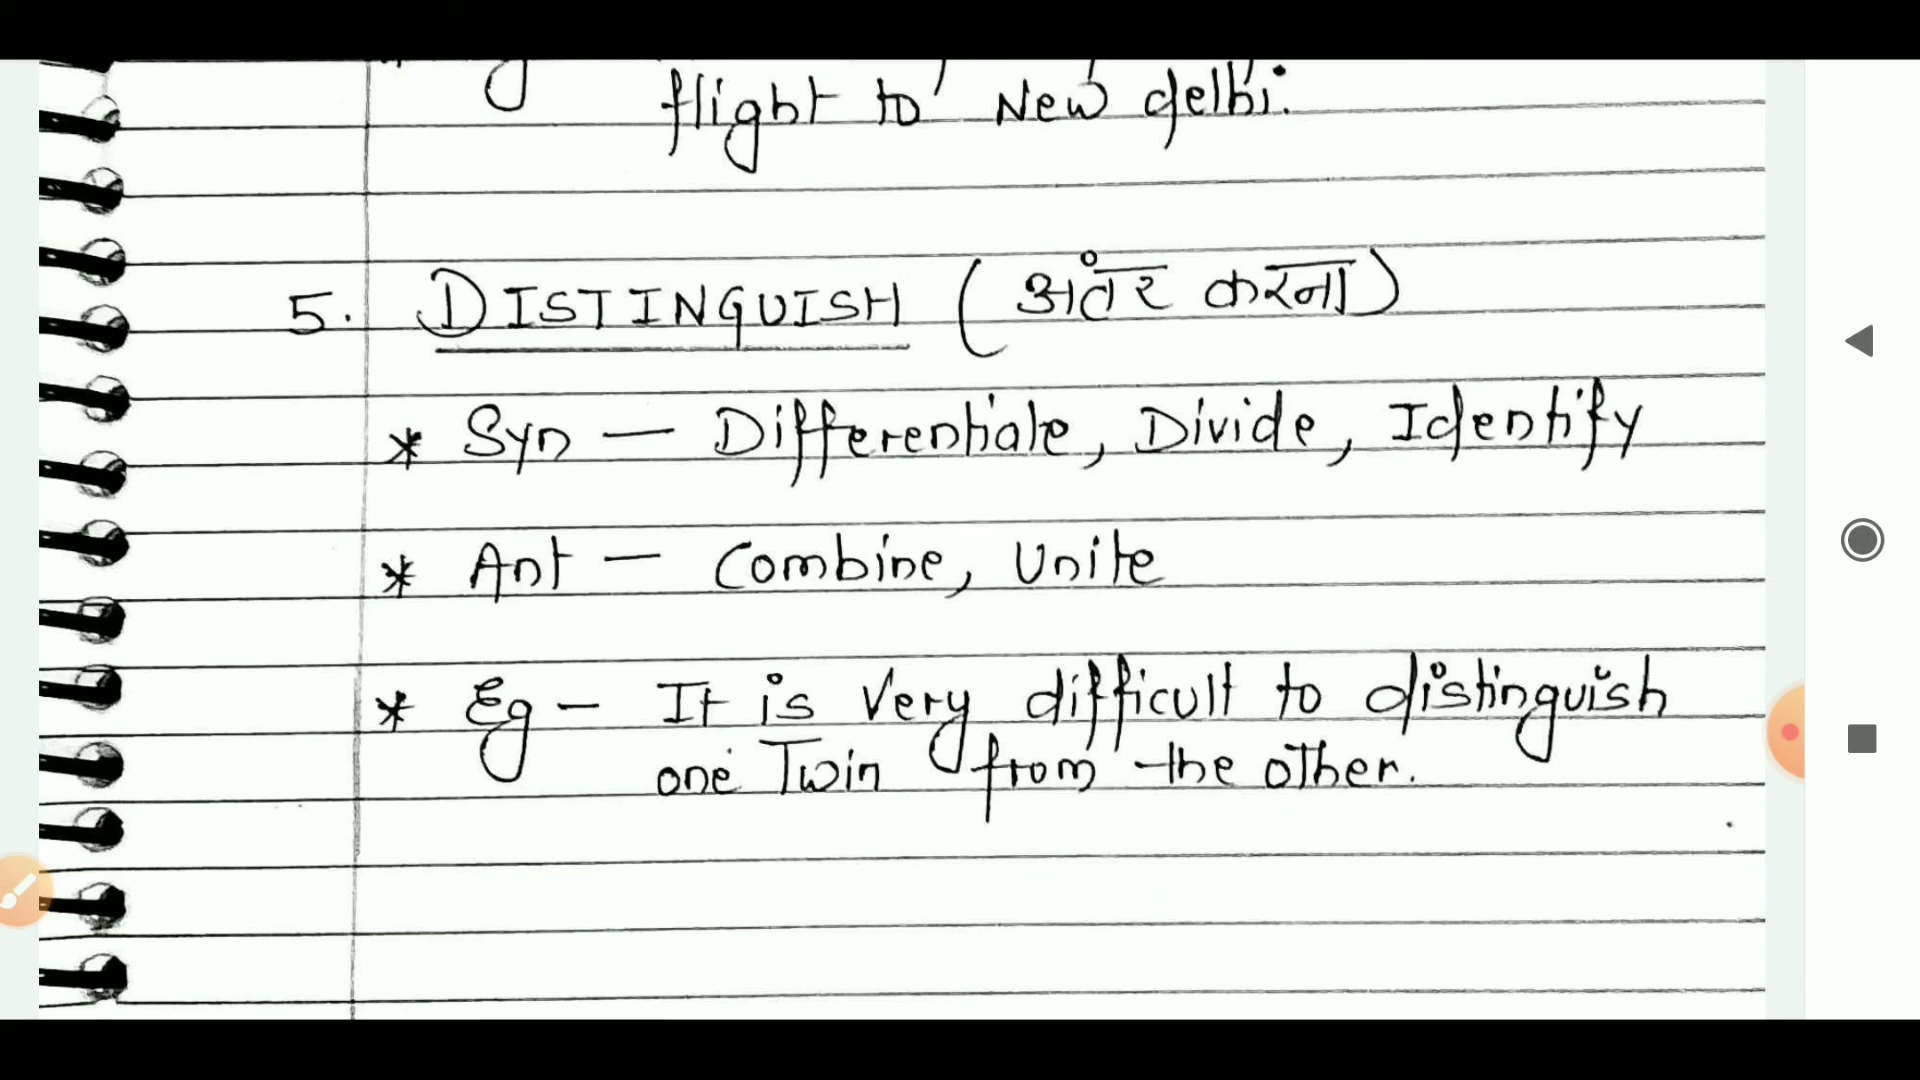 flight to New delhi.
5. DISTINGUISH (अंतर करना)
* Syn - Differentiate, Divide, Identify
* Ant - Combine, Unite
* Eg - It is Very difficult to distinguish
one Twin from the other.